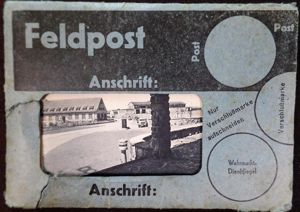 Feldpost
Post
Post
Anschrift:
Nur
Verschlußmarke
aufschneiden
Verschlußmarke
Wehrmacht-
Dienstsiegel
Anschrift: